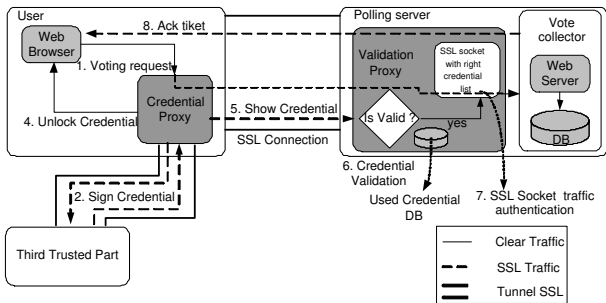 User
Polling server
8. Ack tiket
Vote
collector
Web
Browser
1. Voting request
Validation
Proxy
SSL socket
with right
credential
list
Web
Server
Credential
Proxy
5. Show Credential
4. Unlock Credential
Is Valid ?
yes
DB
SSL Connection
6. Credential
Validation
2. Sign Credential
Used Credential
DB
7. SSL Socket traffic
authentication
Third Trusted Part
Clear Traffic
SSL Traffic
Tunnel SSL